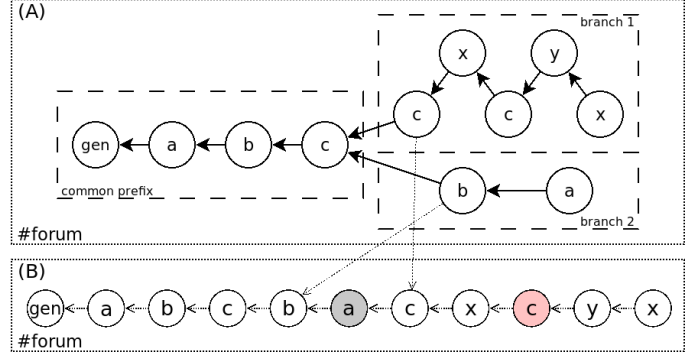 (A)
branch 1
x y
c c x
gen a b c
b a
common prefix
branch 2
#forum
(B)
gen a b c b a c x c y x
#forum